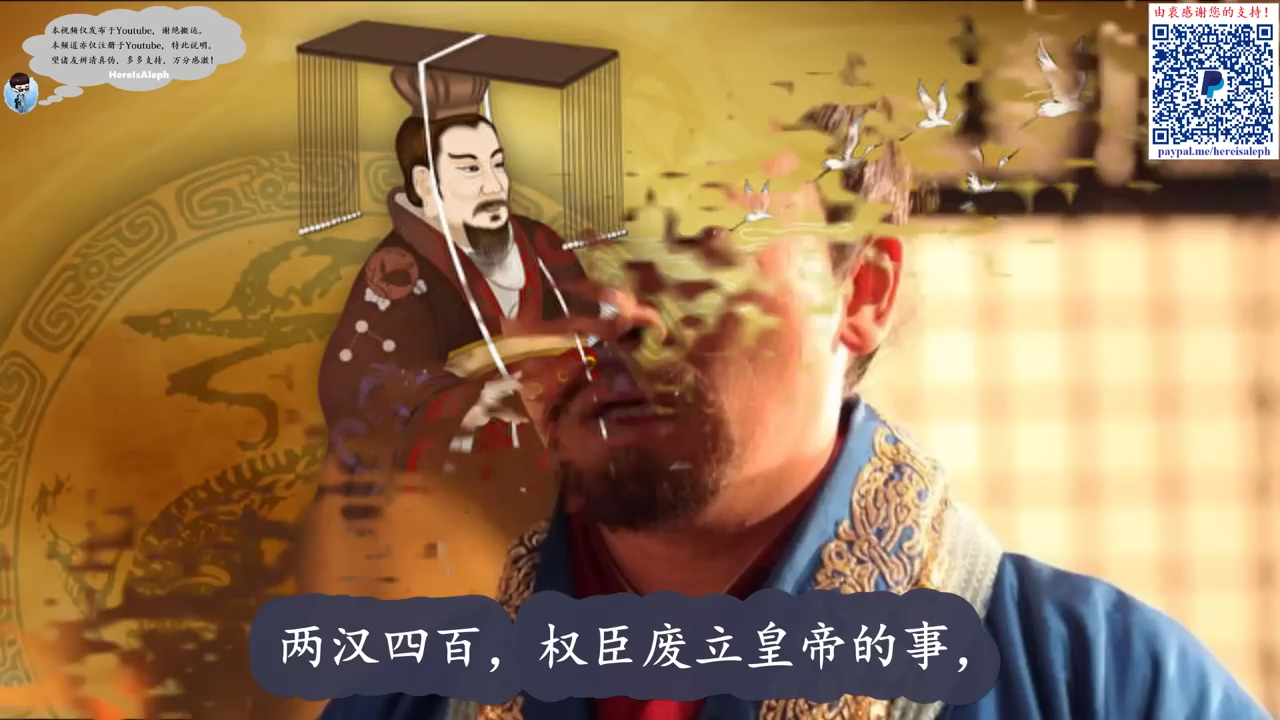 本视频仅发布于Youtube，谢绝搬运。
本频道亦仅注册于Youtube，特此说明。
望诸友辨清真伪，多多支持，万分感激！
HereIsAleph
由衷感谢您的支持！
paypal.me/hereisaleph
两汉四百，权臣废立皇帝的事，